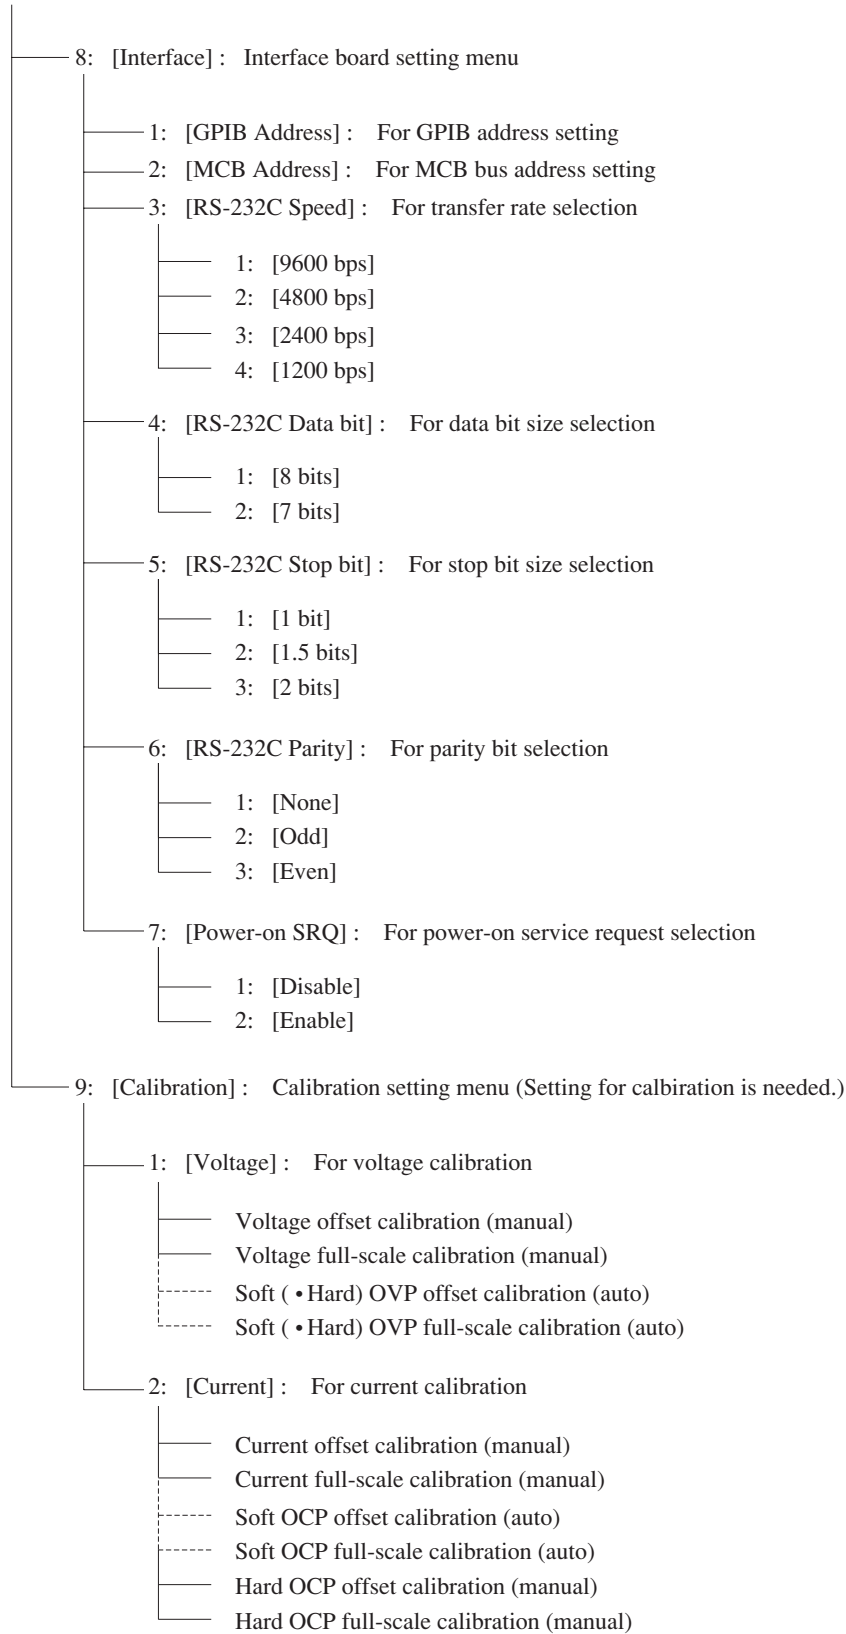 8: [Interface] : Interface board setting menu
1: [GPIB Address] : For GPIB address setting
2: [MCB Address] : For MCB bus address setting
3: [RS-232C Speed] : For transfer rate selection
1: [9600 bps]
2: [4800 bps]
3: [2400 bps]
4: [1200 bps]
4: [RS-232C Data bit] : For data bit size selection
1: [8 bits]
2: [7 bits]
5: [RS-232C Stop bit] : For stop bit size selection
1: [1 bit]
2: [1.5 bits]
3: [2 bits]
6: [RS-232C Parity] : For parity bit selection
1: [None]
2: [Odd]
3: [Even]
7: [Power-on SRQ] : For power-on service request selection
1: [Disable]
2: [Enable]
9: [Calibration] : Calibration setting menu (Setting for calbiration is needed.)
1: [Voltage] : For voltage calibration
Voltage offset calibration (manual)
Voltage full-scale calibration (manual)
Soft ( • Hard) OVP offset calibration (auto)
Soft ( • Hard) OVP full-scale calibration (auto)
2: [Current] : For current calibration
Current offset calibration (manual)
Current full-scale calibration (manual)
Soft OCP offset calibration (auto)
Soft OCP full-scale calibration (auto)
Hard OCP offset calibration (manual)
Hard OCP full-scale calibration (manual)